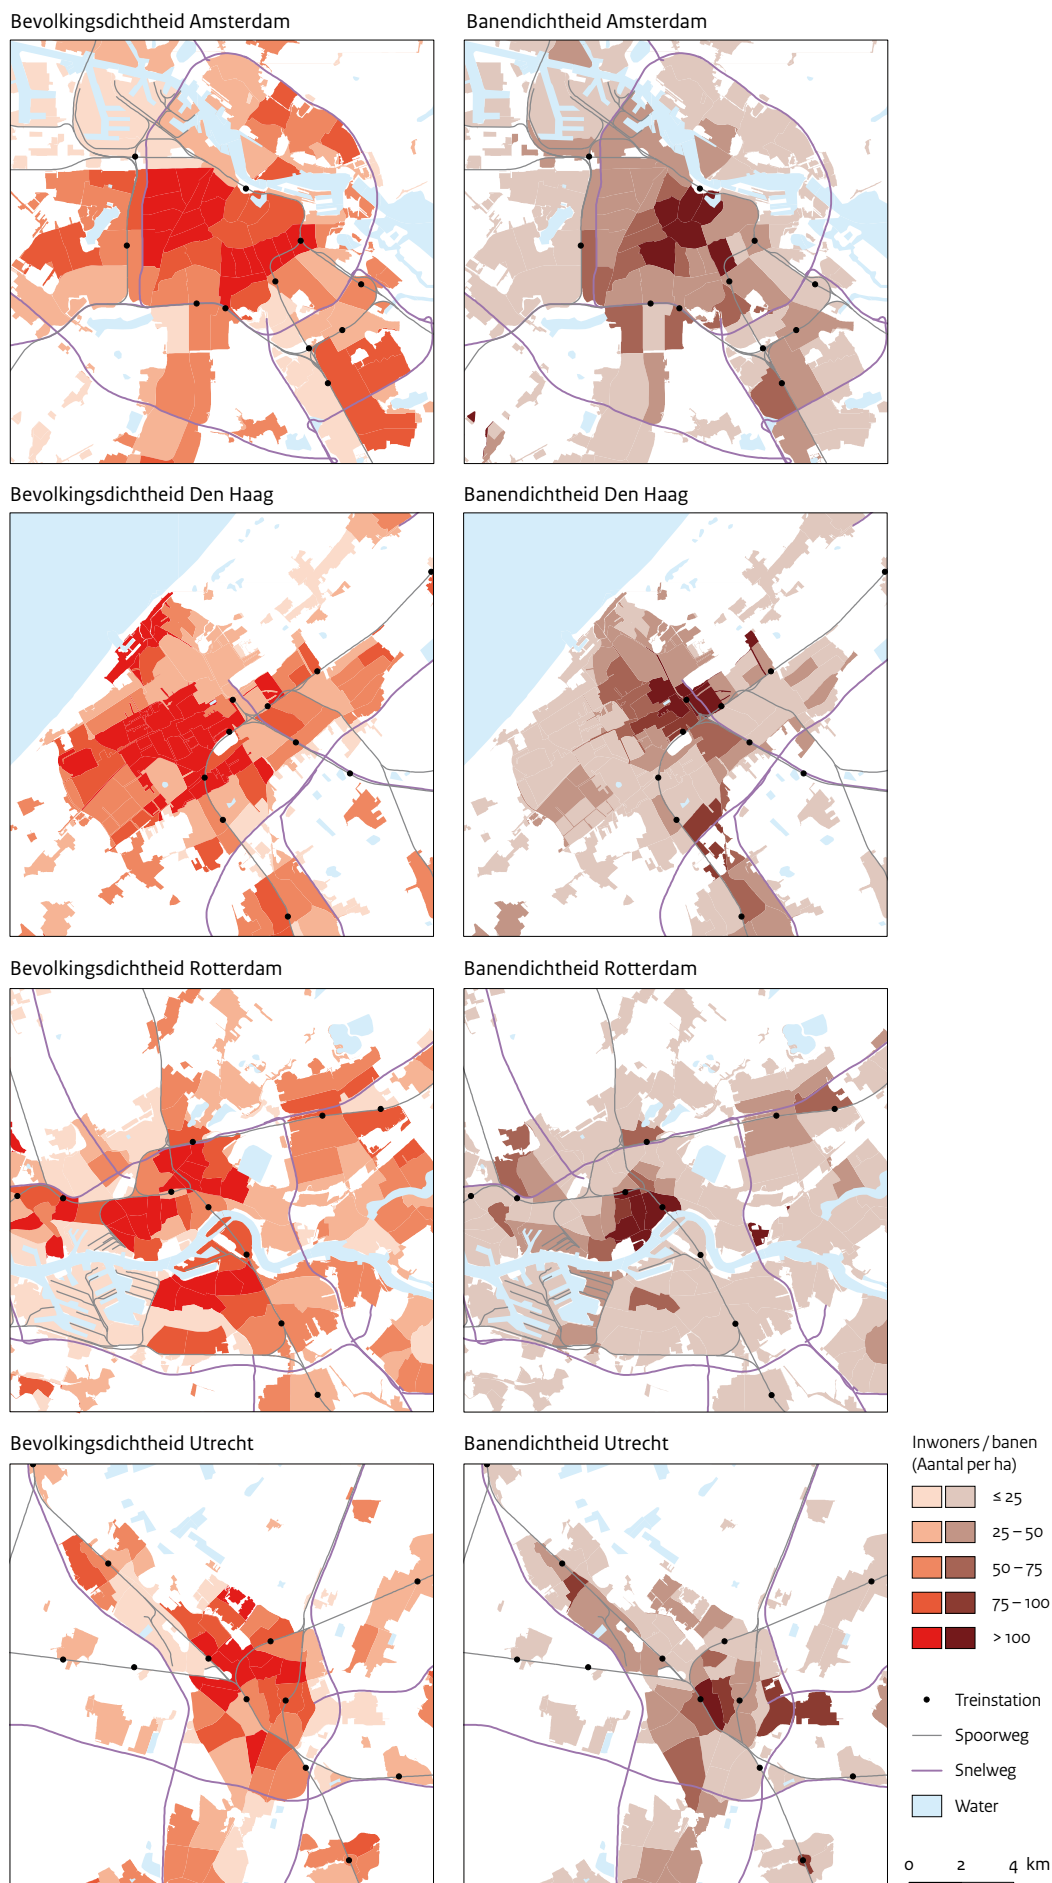 Bevolkingsdichtheid Amsterdam
Banendichtheid Amsterdam
Bevolkingsdichtheid Den Haag
Banendichtheid Den Haag
Bevolkingsdichtheid Rotterdam
Banendichtheid Rotterdam
Bevolkingsdichtheid Utrecht
Banendichtheid Utrecht
Inwoners / banen
(Aantal per ha)
≤ 25
25 – 50
50 – 75
75 – 100
> 100
Treinstation
Spoorweg
Snelweg
Water
0 2 4 km